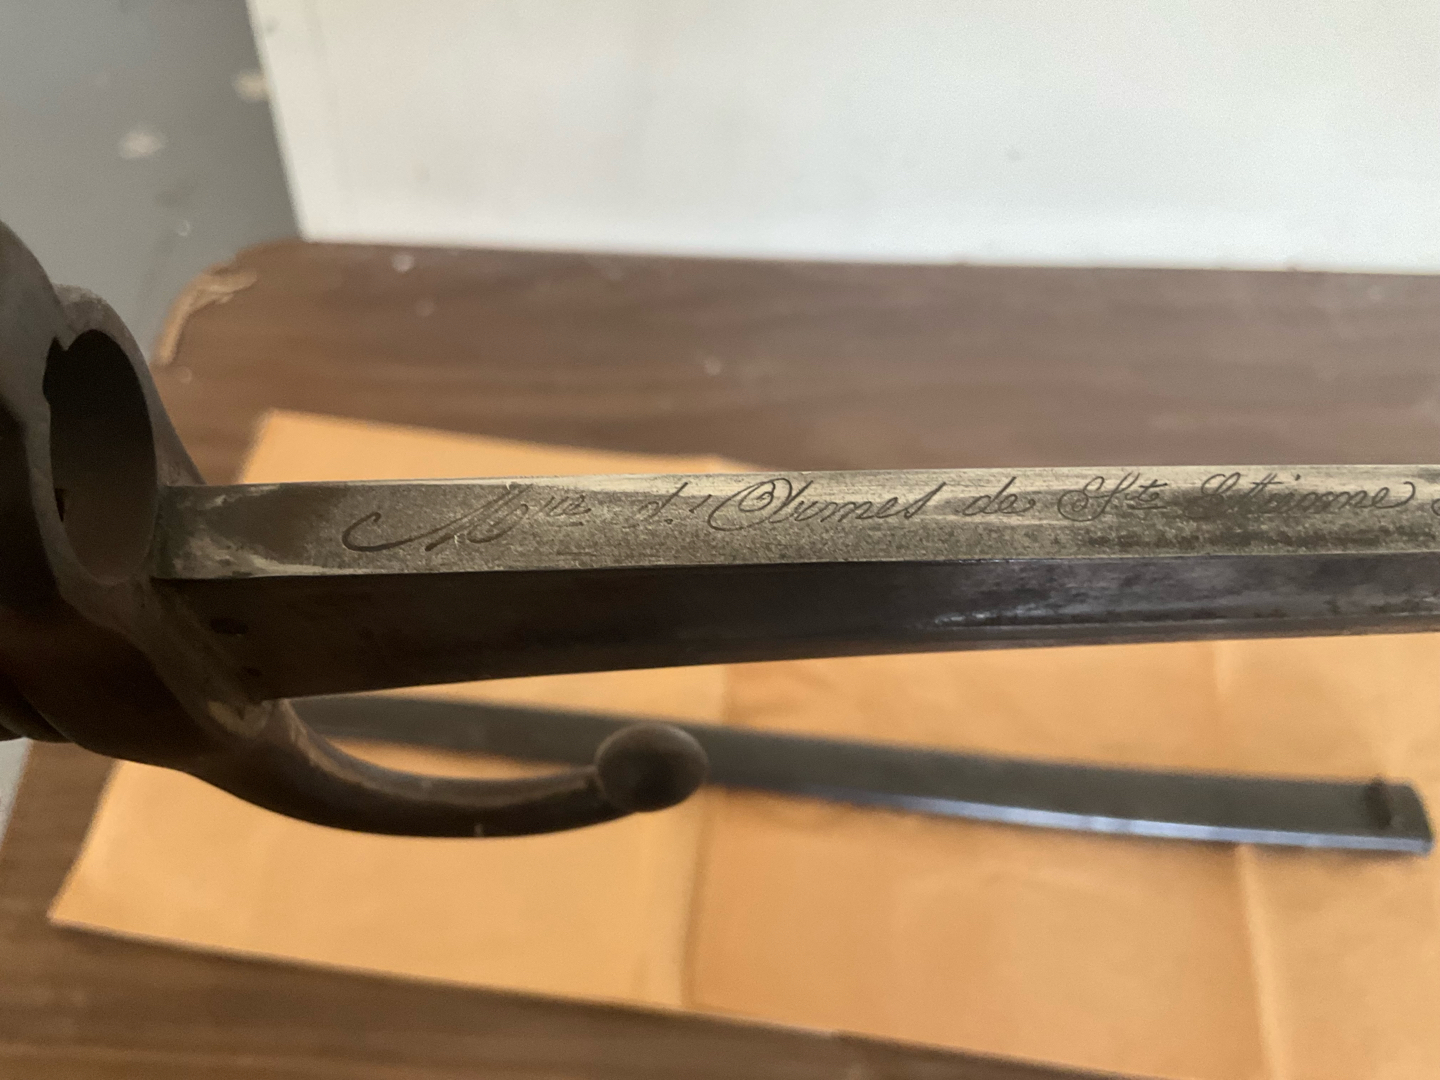 Mre d'Armes de St. Etienne